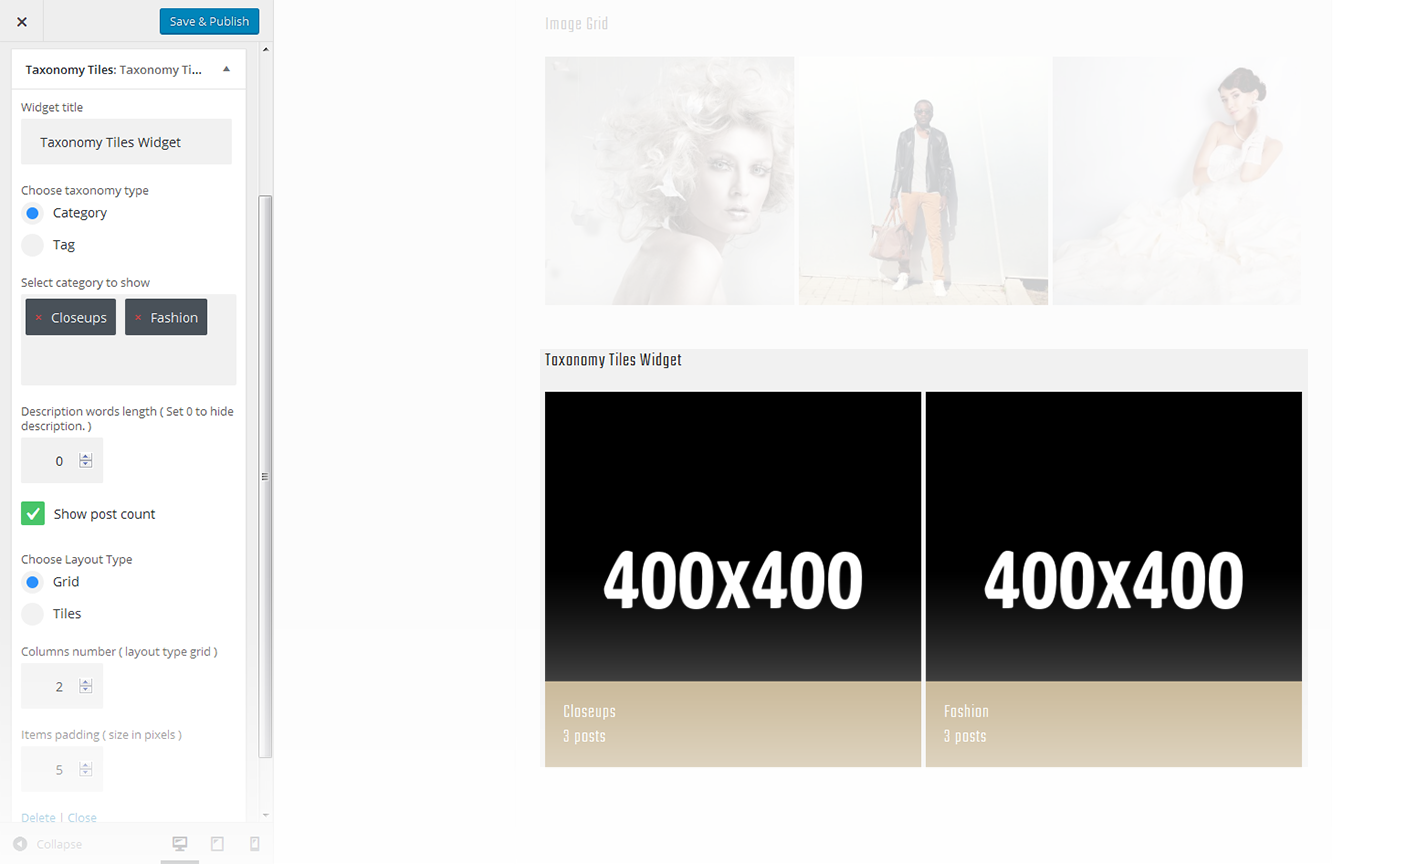 Save & Publish
Taxonomy Tiles: Taxonomy Ti...
Widget title
Taxonomy Tiles Widget
Choose taxonomy type
Category
Tag
Select category to show
× Closeups × Fashion
Description words length ( Set 0 to hide
description. )
0
Show post count
Choose Layout Type
Grid
Tiles
Columns number ( layout type grid )
2
Items padding ( size in pixels )
5
Delete | Close
Collapse
Image Grid
Taxonomy Tiles Widget
400x400
Closeups
3 posts
400x400
Fashion
3 posts